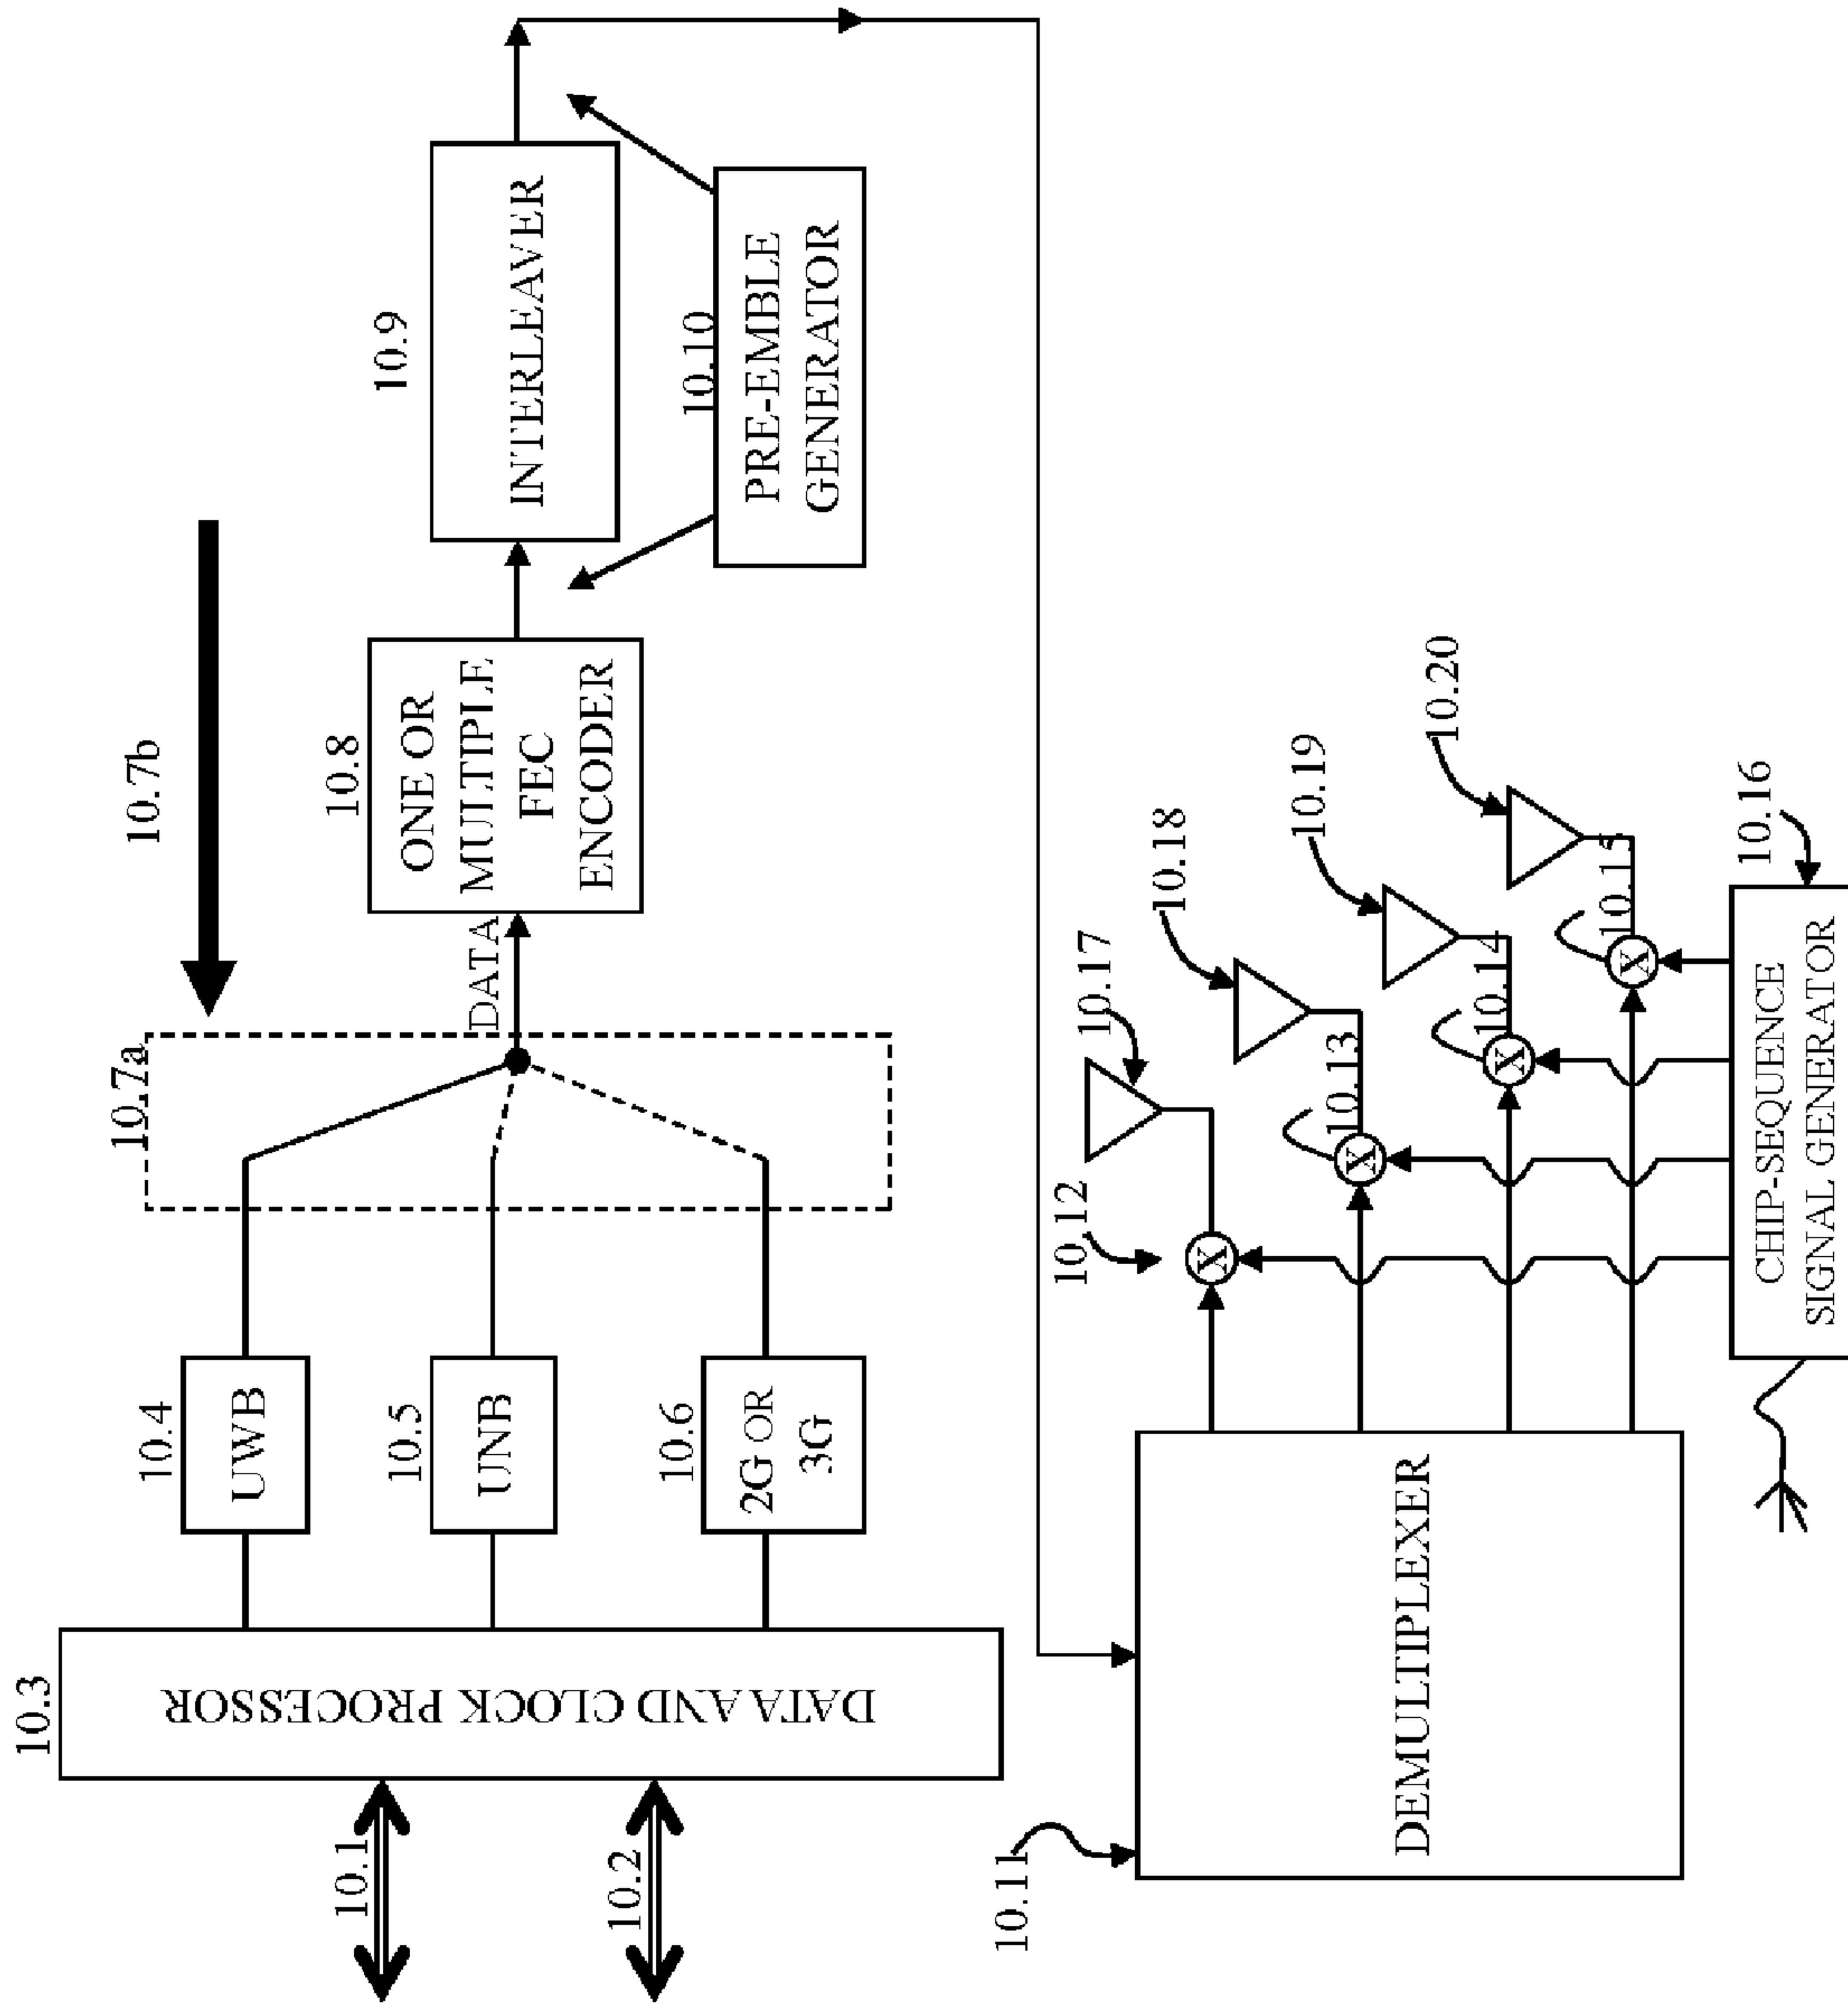 10.1
10.2
10.3
DATA AND CLOCK PROCESSOR
10.4
UWB
10.5
UNB
10.6
2G OR
3G
10.7a
10.7b
DATA
10.8
ONE OR
MULTIPLE
FEC
ENCODER
10.9
INTERLEAVER
10.10
PRE-EMBLE
GENERATOR
10.11
DEMULTIPLEXER
10.12
X
10.13
X
10.14
X
10.15
X
10.17
10.18
10.19
10.20
10.16
CHIP-SEQUENCE
SIGNAL GENERATOR